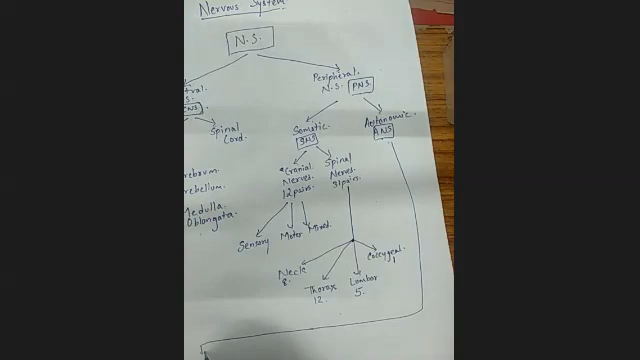 Nervous System
N.S.
Peripheral
N.S. PNS
Spinal
Cord.
Somatic
SNS
Autonomic
ANS
Cranial
Nerves
12 pairs
Spinal
Nerves
31 pairs.
Medulla
Oblongata
Sensory
Motor
Mixed
Neck
8.
Thorax
12
Lumbar
5.
Coccygeal
1